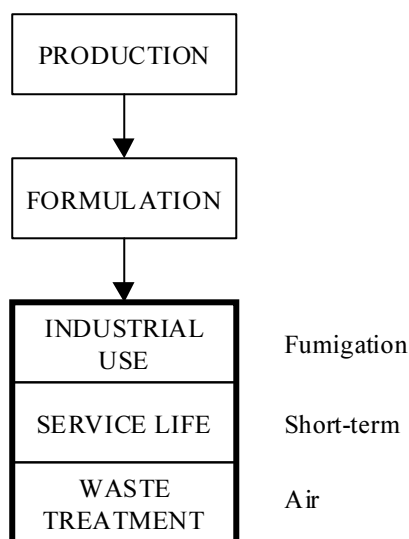 PRODUCTION
FORMULATION
INDUSTRIAL
USE
Fumigation
SERVICE LIFE
Short-term
WASTE
TREATMENT
Air